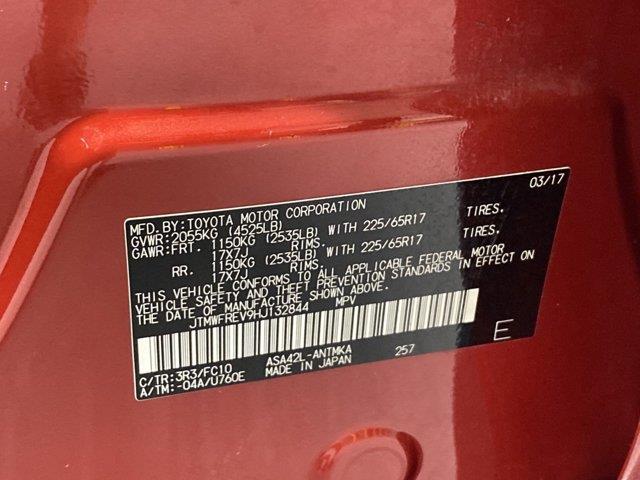 03/17
MFD.BY:TOYOTA MOTOR CORPORATION
GVWR:2055KG (4525LB)
GAWR:FRT. 1150KG (2535LB) WITH 225/65R17 TIRES.
17X7J RIMS.
RR. 1150KG (2535LB) WITH 225/65R17 TIRES.
17X7J RIMS.
THIS VEHICLE CONFORMS TO ALL APPLICABLE FEDERAL MOTOR
VEHICLE SAFETY AND THEFT PREVENTION STANDARDS IN EFFECT ON
THE DATE OF MANUFACTURE SHOWN ABOVE.
JTMWFREV9HJ132844 MPV
E
C/TR:3R3/FC10 ASA42L-ANTMKA 257
A/TM:-04A/U760E MADE IN JAPAN